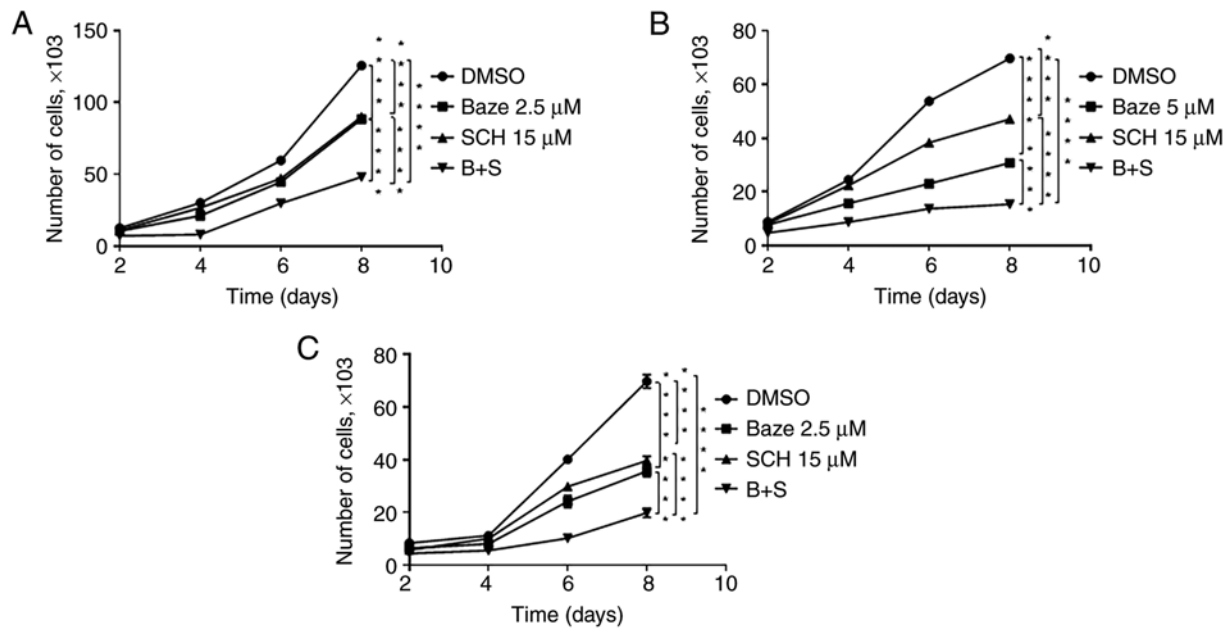 A
Number of cells, ×103
150
100
50
0
2 4 6 8 10
Time (days)
DMSO
Baze 2.5 µM
SCH 15 µM
B+S
B
Number of cells, ×103
80
60
40
20
0
2 4 6 8 10
Time (days)
DMSO
Baze 5 µM
SCH 15 µM
B+S
C
Number of cells, ×103
80
60
40
20
0
2 4 6 8 10
Time (days)
DMSO
Baze 2.5 µM
SCH 15 µM
B+S